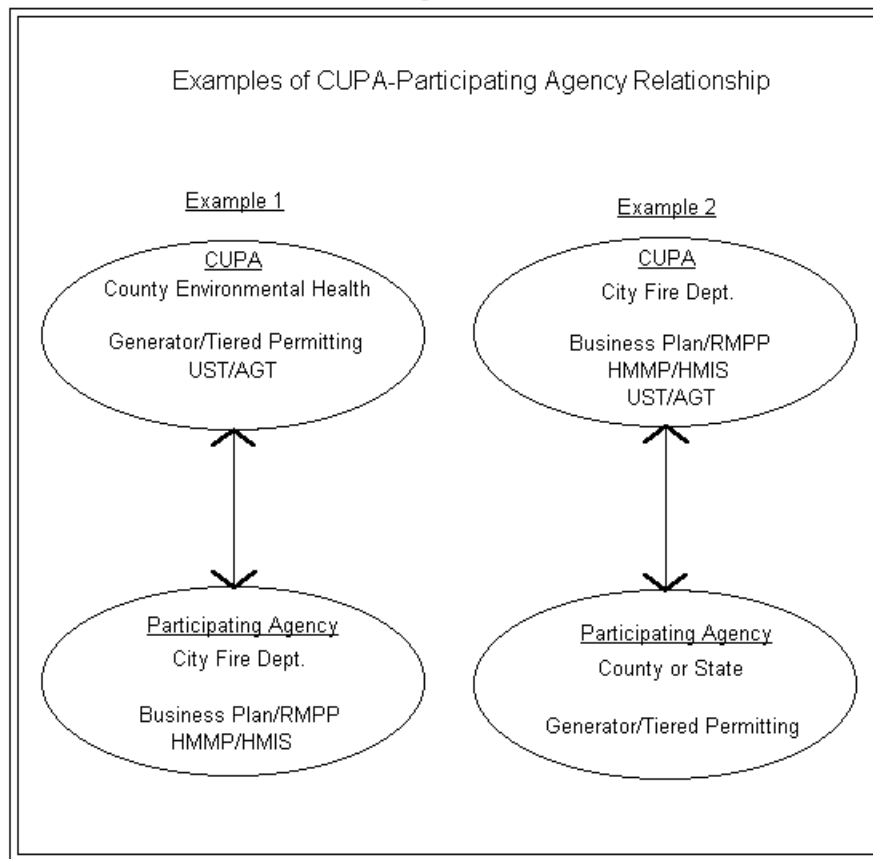 Examples of CUPA-Participating Agency Relationship
Example 1
CUPA
County Environmental Health
Generator/Tiered Permitting
UST/AGT
Participating Agency
City Fire Dept.
Business Plan/RMPP
HMMP/HMIS
Example 2
CUPA
City Fire Dept.
Business Plan/RMPP
HMMP/HMIS
UST/AGT
Participating Agency
County or State
Generator/Tiered Permitting